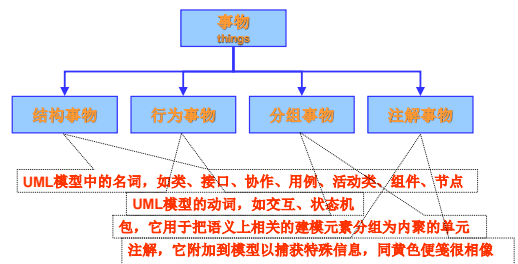 事物
things
结构事物
行为事物
分组事物
注解事物
UML模型中的名词，如类、接口、协作、用例、活动类、组件、节点
UML模型的动词，如交互、状态机
包，它用于把语义上相关的建模元素分组为内聚的单元
注解，它附加到模型以捕获特殊信息，同黄色便笺很相像